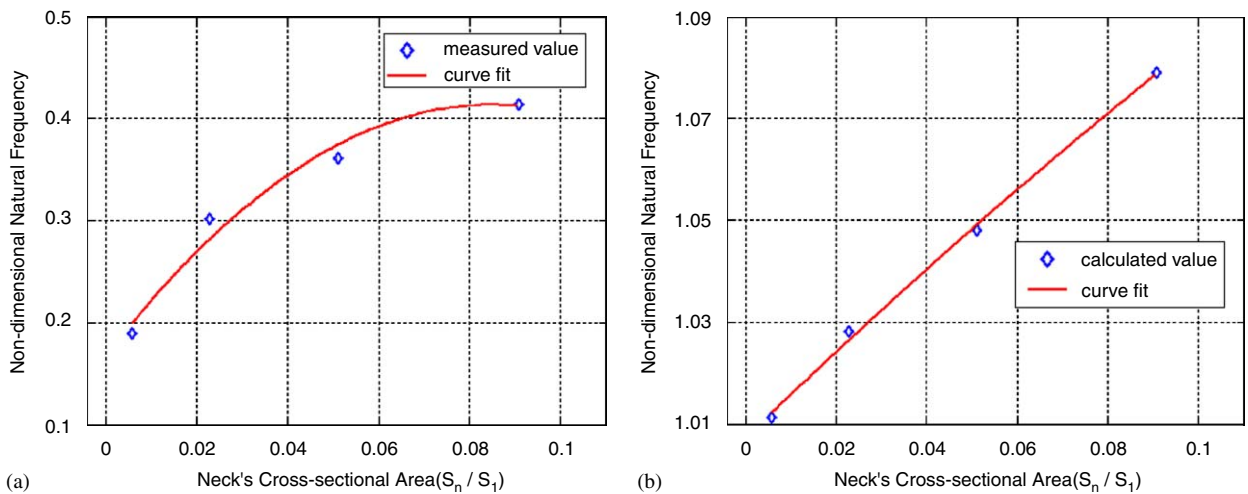 0.5
0.4
0.3
0.2
0.1
Non-dimensional Natural Frequency
measured value
curve fit
0 0.02 0.04 0.06 0.08 0.1
(a) Neck's Cross-sectional Area(Sn / S1)
1.09
1.07
1.05
1.03
1.01
Non-dimensional Natural Frequency
calculated value
curve fit
0 0.02 0.04 0.06 0.08 0.1
(b) Neck's Cross-sectional Area(Sn / S1)